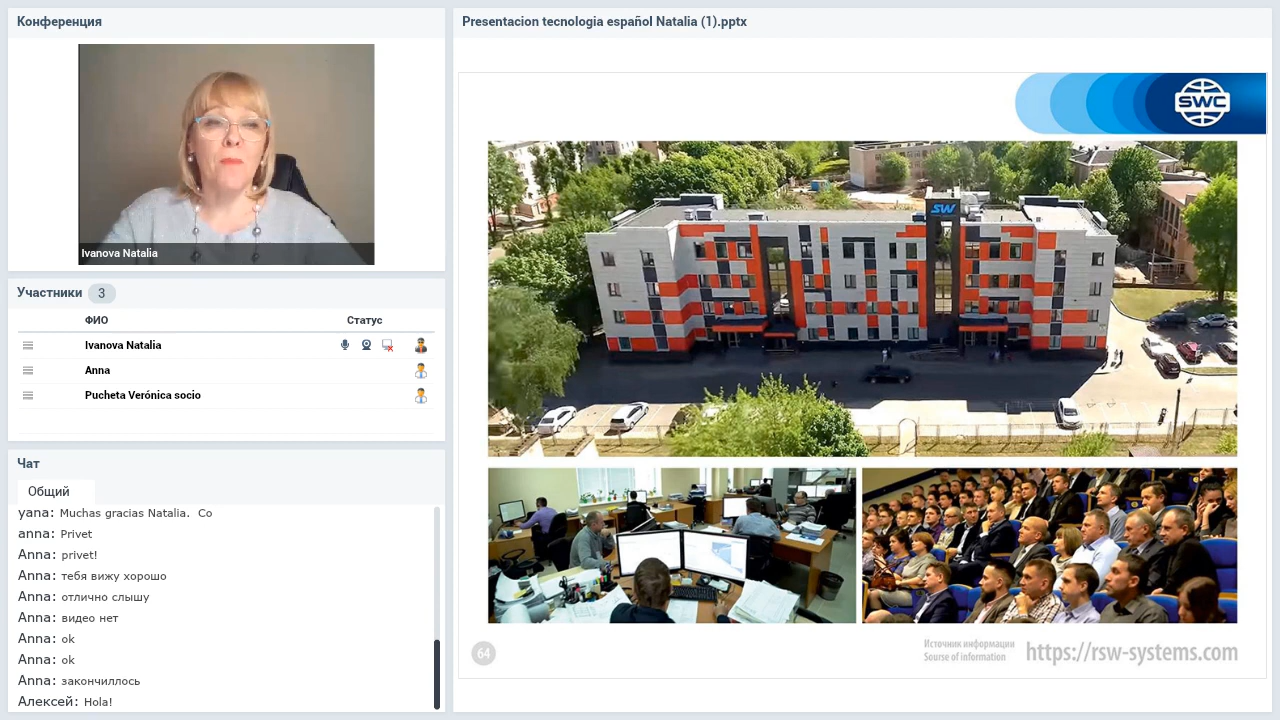 Конференция
Ivanova Natalia
Участники 3
ФИО Статус
Ivanova Natalia
Anna
Pucheta Verónica socio
Чат
Общий
yana: Muchas gracias Natalia. Co
anna: Privet
Anna: privet!
Anna: тебя вижу хорошо
Anna: отлично слышу
Anna: видео нет
Anna: ok
Anna: ok
Anna: закончиллось
Алексей: Hola!
Presentacion tecnologia español Natalia (1).pptx
SWC
SW
64
Источник информации
Sourse of information
https://rsw-systems.com